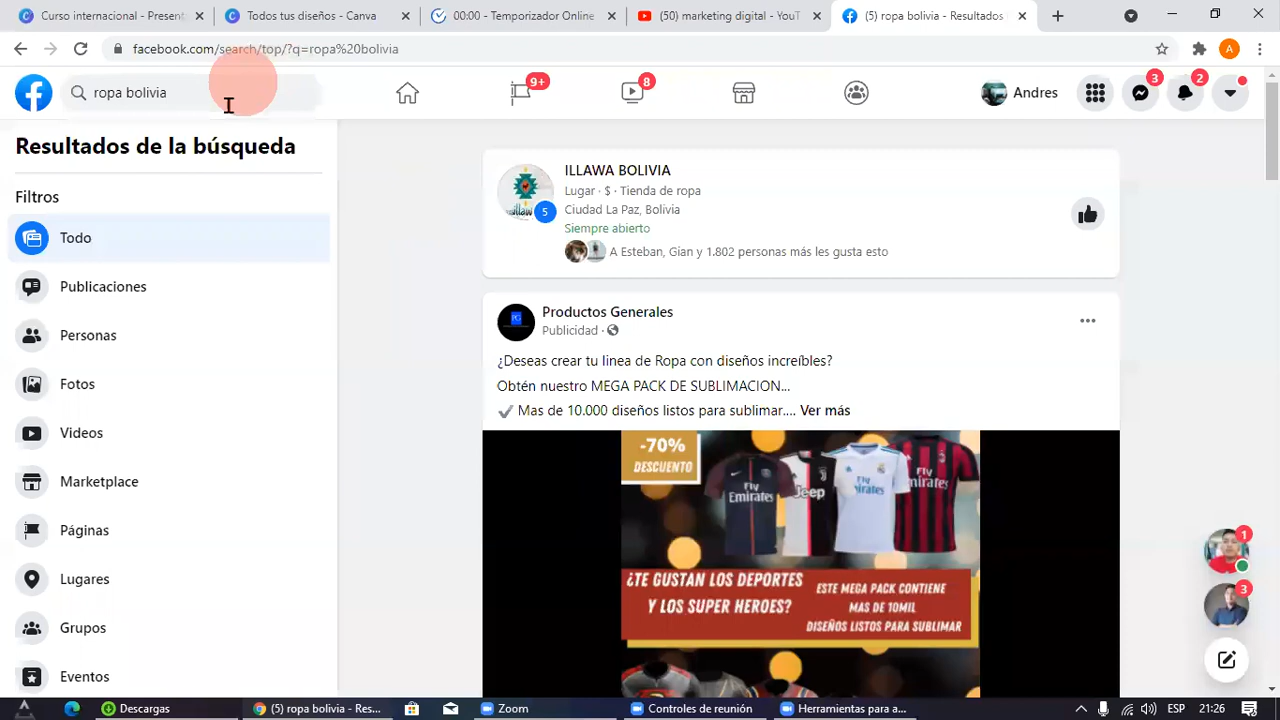 Curso internacional - Present
Todos tus diseños - Canva
00:00 - Temporizador Online
(50) marketing digital - YouT
(5) ropa bolivia - Resultados
facebook.com/search/top/?q=ropa%20bolivia
ropa bolivia
9+
8
Andres
3
2
A
Resultados de la búsqueda
Filtros
Todo
Publicaciones
Personas
Fotos
Videos
Marketplace
Páginas
Lugares
Grupos
Eventos
ILLAWA BOLIVIA
Lugar · $ · Tienda de ropa
Ciudad La Paz, Bolivia
Siempre abierto
A Esteban, Gian y 1.802 personas más les gusta esto
5
Productos Generales
Publicidad ·
PG
¿Deseas crear tu linea de Ropa con diseños increíbles?
Obtén nuestro MEGA PACK DE SUBLIMACION...
✔ Mas de 10.000 diseños listos para sublimar.... Ver más
-70%
DESCUENTO
Fly
Emirates
Jeep
Fly
Emirates
Fly
Emirates
¿TE GUSTAN LOS DEPORTES
Y LOS SUPER HEROES?
ESTE MEGA PACK CONTIENE
MAS DE 10MIL
DISEÑOS LISTOS PARA SUBLIMAR
1
3
Descargas
(5) ropa bolivia - Res...
Zoom
Controles de reunión
Herramientas para a...
ESP
21:26